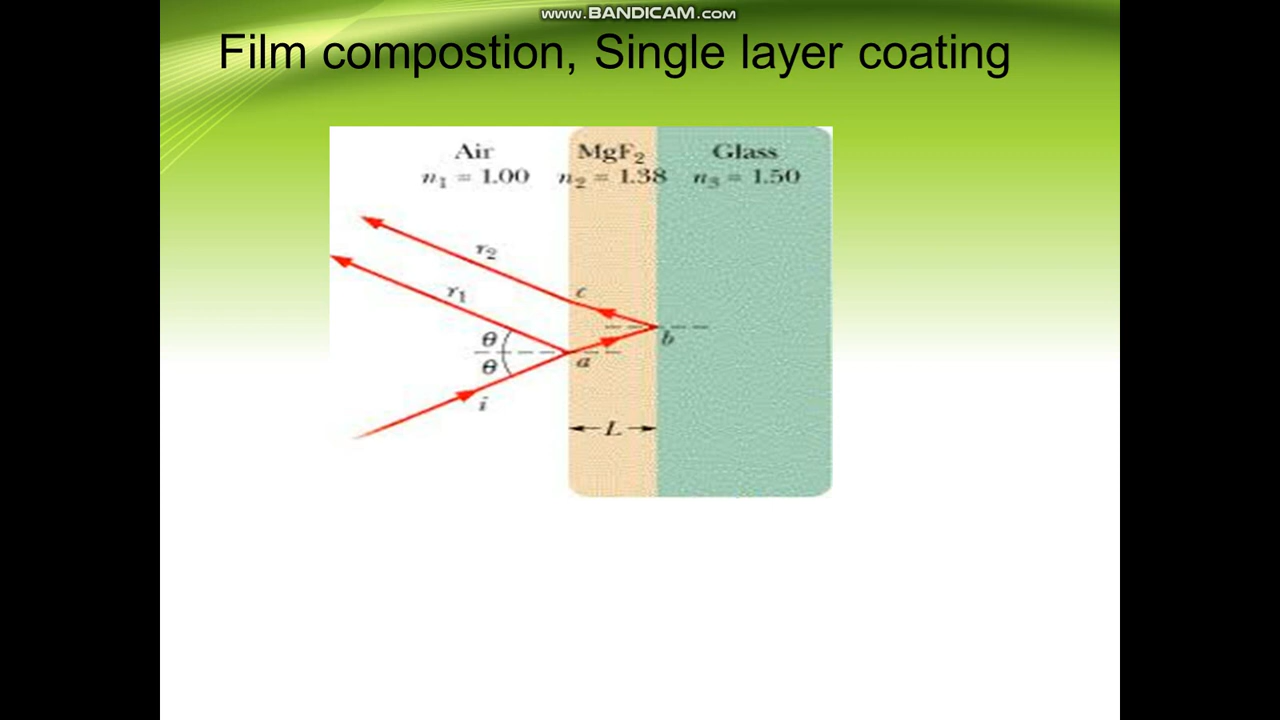 www.BANDICAM.com
Film compostion, Single layer coating
Air MgF₂ Glass
n₁ = 1.00 n₂ = 1.38 n₃ = 1.50
r₂
c
r₁
θ
b
a
θ
i
L